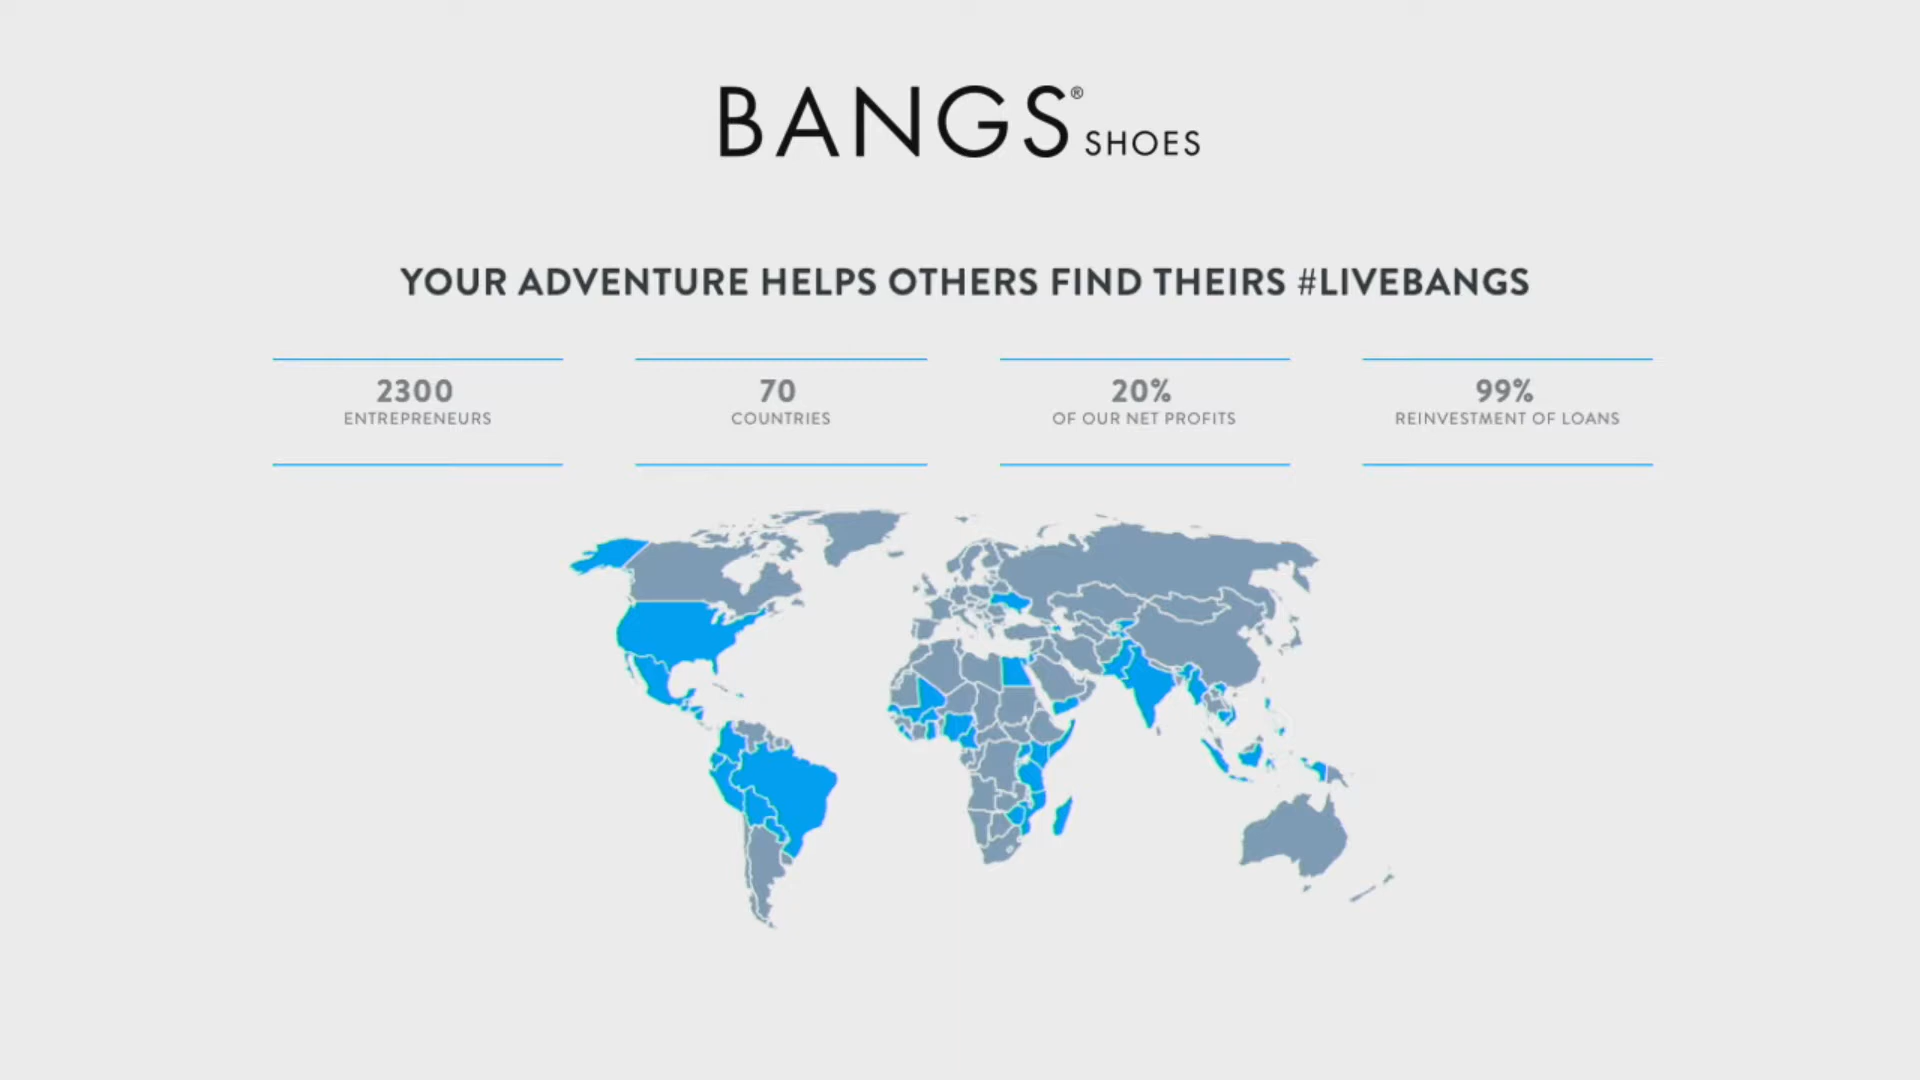 BANGS® SHOES
YOUR ADVENTURE HELPS OTHERS FIND THEIRS #LIVEBANGS
2300
ENTREPRENEURS
70
COUNTRIES
20%
OF OUR NET PROFITS
99%
REINVESTMENT OF LOANS